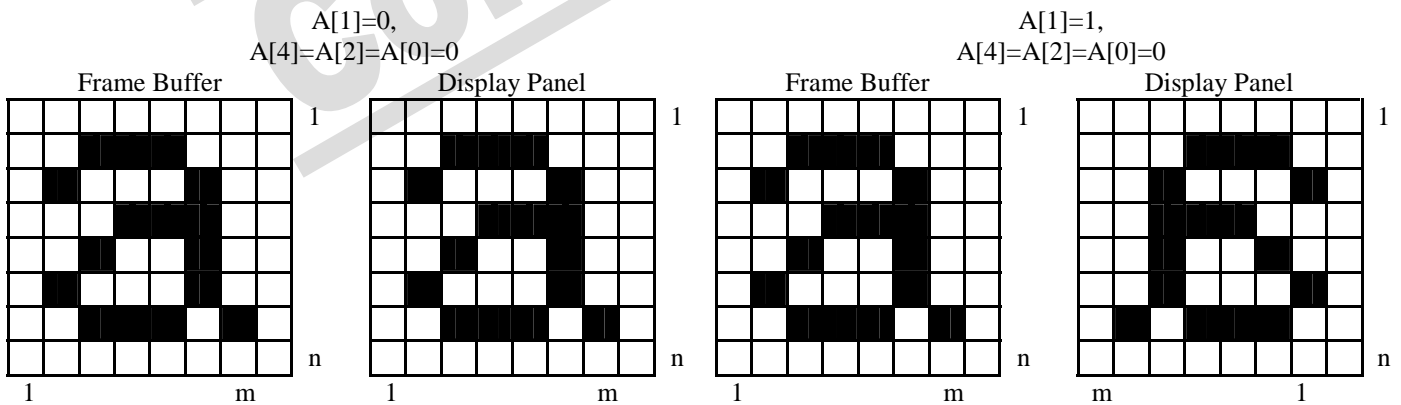 A[1]=0,
A[4]=A[2]=A[0]=0
Frame Buffer
Display Panel
1
1
n
n
1
m
1
m
A[1]=1,
A[4]=A[2]=A[0]=0
Frame Buffer
Display Panel
1
1
n
n
1
m
m
1